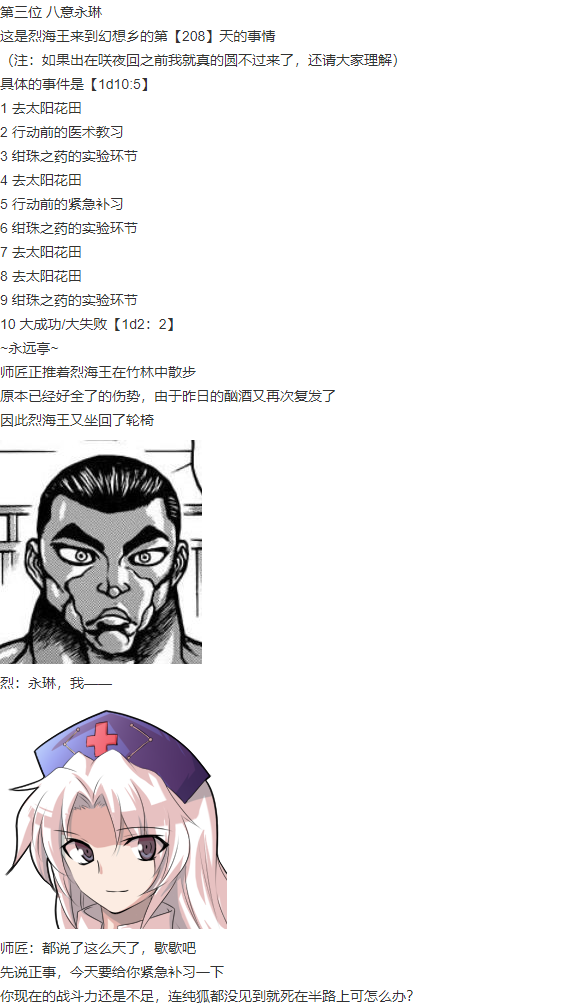 第三位 八意永琳
这是烈海王来到幻想乡的第【208】天的事情
（注：如果出在咲夜回之前我就真的圆不过来了，还请大家理解）
具体的事件是【1d10:5】
1 去太阳花田
2 行动前的医术教习
3 绀珠之药的实验环节
4 去太阳花田
5 行动前的紧急补习
6 绀珠之药的实验环节
7 去太阳花田
8 去太阳花田
9 绀珠之药的实验环节
10 大成功/大失败【1d2：2】
~永远亭~
师匠正推着烈海王在竹林中散步
原本已经好全了的伤势，由于昨日的酗酒又再次复发了
因此烈海王又坐回了轮椅
烈：永琳，我——
师匠：都说了这么天了，歇歇吧
先说正事，今天要给你紧急补习一下
你现在的战斗力还是不足，连纯狐都没见到就死在半路上可怎么办？